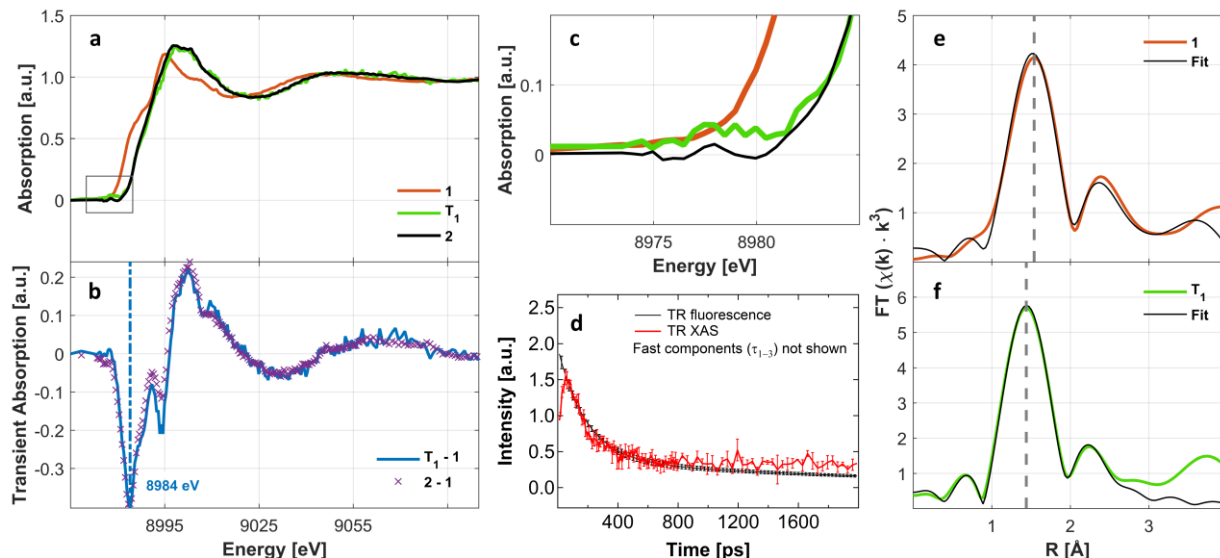 a
1.5
1.0
0.5
0
Absorption [a.u.]
1
T₁
2
b
0.2
0.1
0
-0.1
-0.2
-0.3
Transient Absorption [a.u.]
8984 eV
T₁ - 1
2 - 1
8995
9025
9055
Energy [eV]
c
0.1
0
Absorption [a.u.]
8975
8980
Energy [eV]
d
2.5
2.0
1.5
1.0
0.5
0.0
Intensity [a.u.]
TR fluorescence
TR XAS
Fast components (τ₁₋₃) not shown
400
800
1200
1600
Time [ps]
e
5
4
3
2
1
1
Fit
FT (χ(k) · k³)
f
6
5
4
3
2
1
T₁
Fit
1
2
3
R [Å]